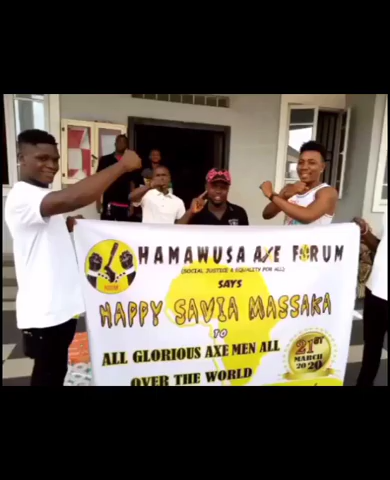 HAMAWUSA AXE FORUM
(SOCIAL JUSTICE & EQUALITY FOR ALL)
SAYS
HAPPY SAVIA MASSAKA
TO
ALL GLORIOUS AXE MEN ALL
OVER THE WORLD
21ST
MARCH
2020